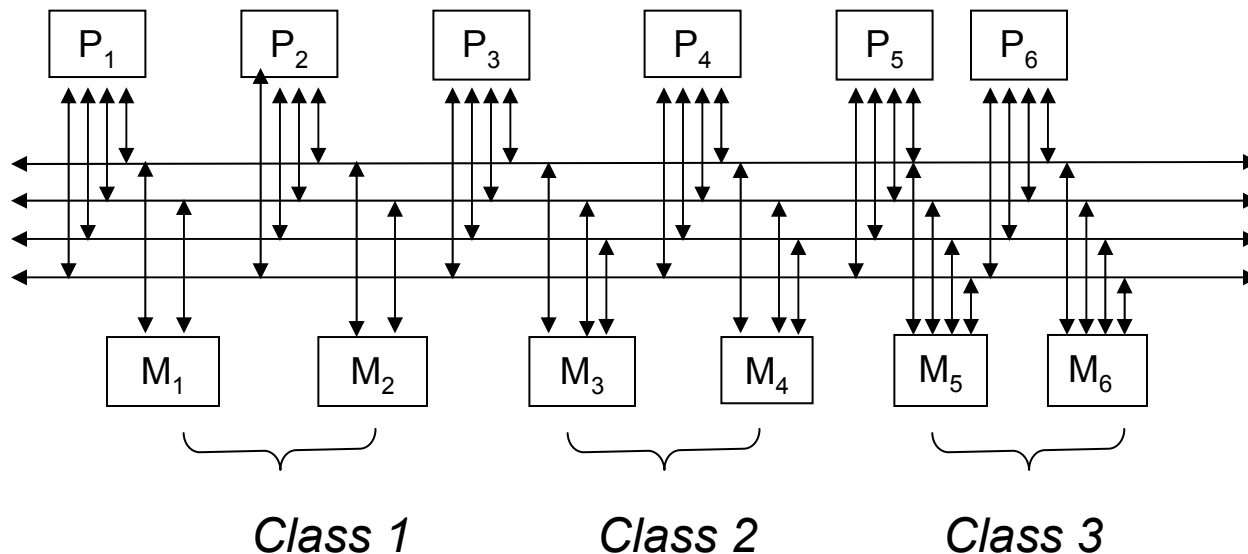 P₁ P₂ P₃ P₄ P₅ P₆
M₁ M₂ M₃ M₄ M₅ M₆
Class 1 Class 2 Class 3